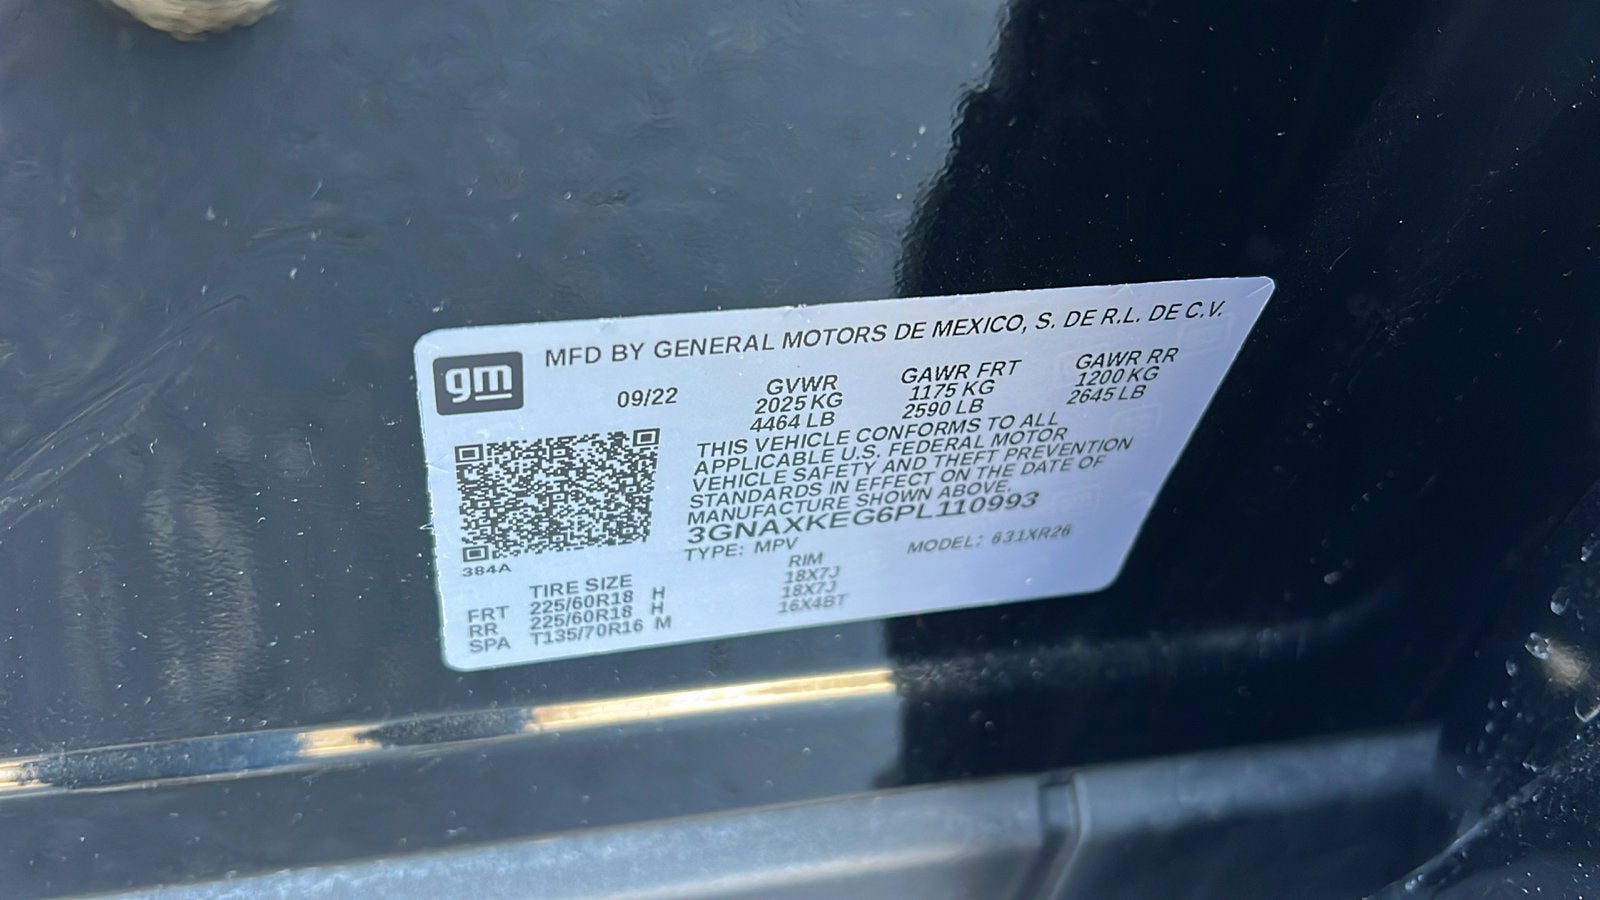 MFD BY GENERAL MOTORS DE MEXICO, S. DE R.L. DE C.V.
gm
09/22
GVWR GAWR FRT GAWR RR
2025 KG 1175 KG 1200 KG
4464 LB 2590 LB 2645 LB
THIS VEHICLE CONFORMS TO ALL
APPLICABLE U.S. FEDERAL MOTOR
VEHICLE SAFETY AND THEFT PREVENTION
STANDARDS IN EFFECT ON THE DATE OF
MANUFACTURE SHOWN ABOVE.
3GNAXKEG6PL110993
TYPE: MPV MODEL: 631XR26
384A
TIRE SIZE RIM
FRT 225/60R18 H 18X7J
RR 225/60R18 H 18X7J
SPA T135/70R16 M 16X4BT